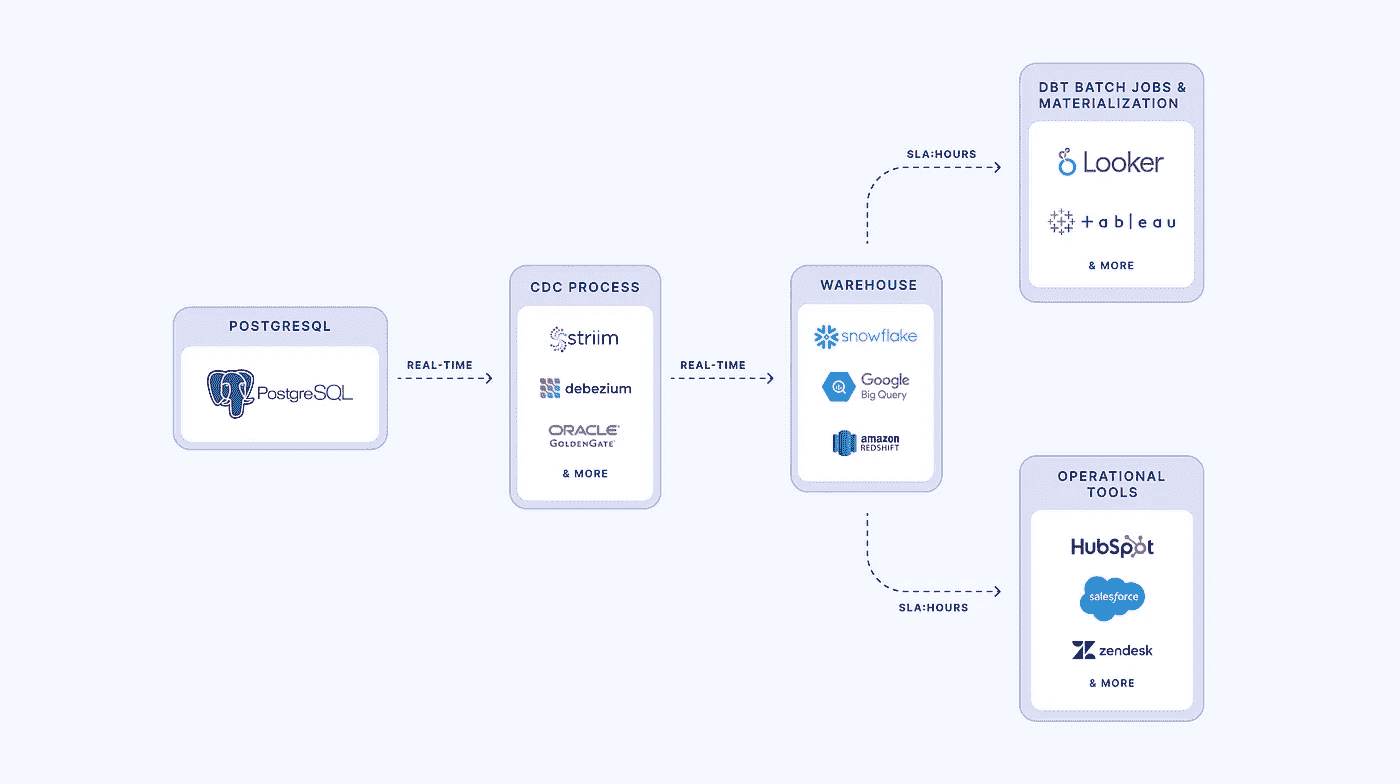 POSTGRESQL
PostgreSQL
REAL-TIME
CDC PROCESS
striim
debezium
ORACLE
GOLDENGATE
& MORE
REAL-TIME
WAREHOUSE
snowflake
Google
Big Query
amazon
REDSHIFT
SLA:HOURS
DBT BATCH JOBS &
MATERIALIZATION
Looker
+ableau
& MORE
SLA:HOURS
OPERATIONAL
TOOLS
HubSpot
salesforce
zendesk
& MORE